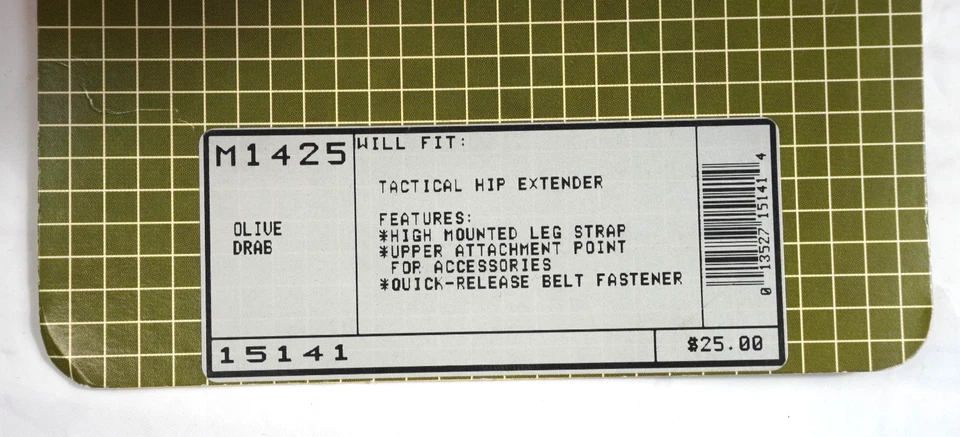 M1425
WILL FIT:
TACTICAL HIP EXTENDER
OLIVE
DRAB
FEATURES:
*HIGH MOUNTED LEG STRAP
*UPPER ATTACHMENT POINT
FOR ACCESSORIES
*QUICK-RELEASE BELT FASTENER
0 13527 15141 4
15141
$25.00